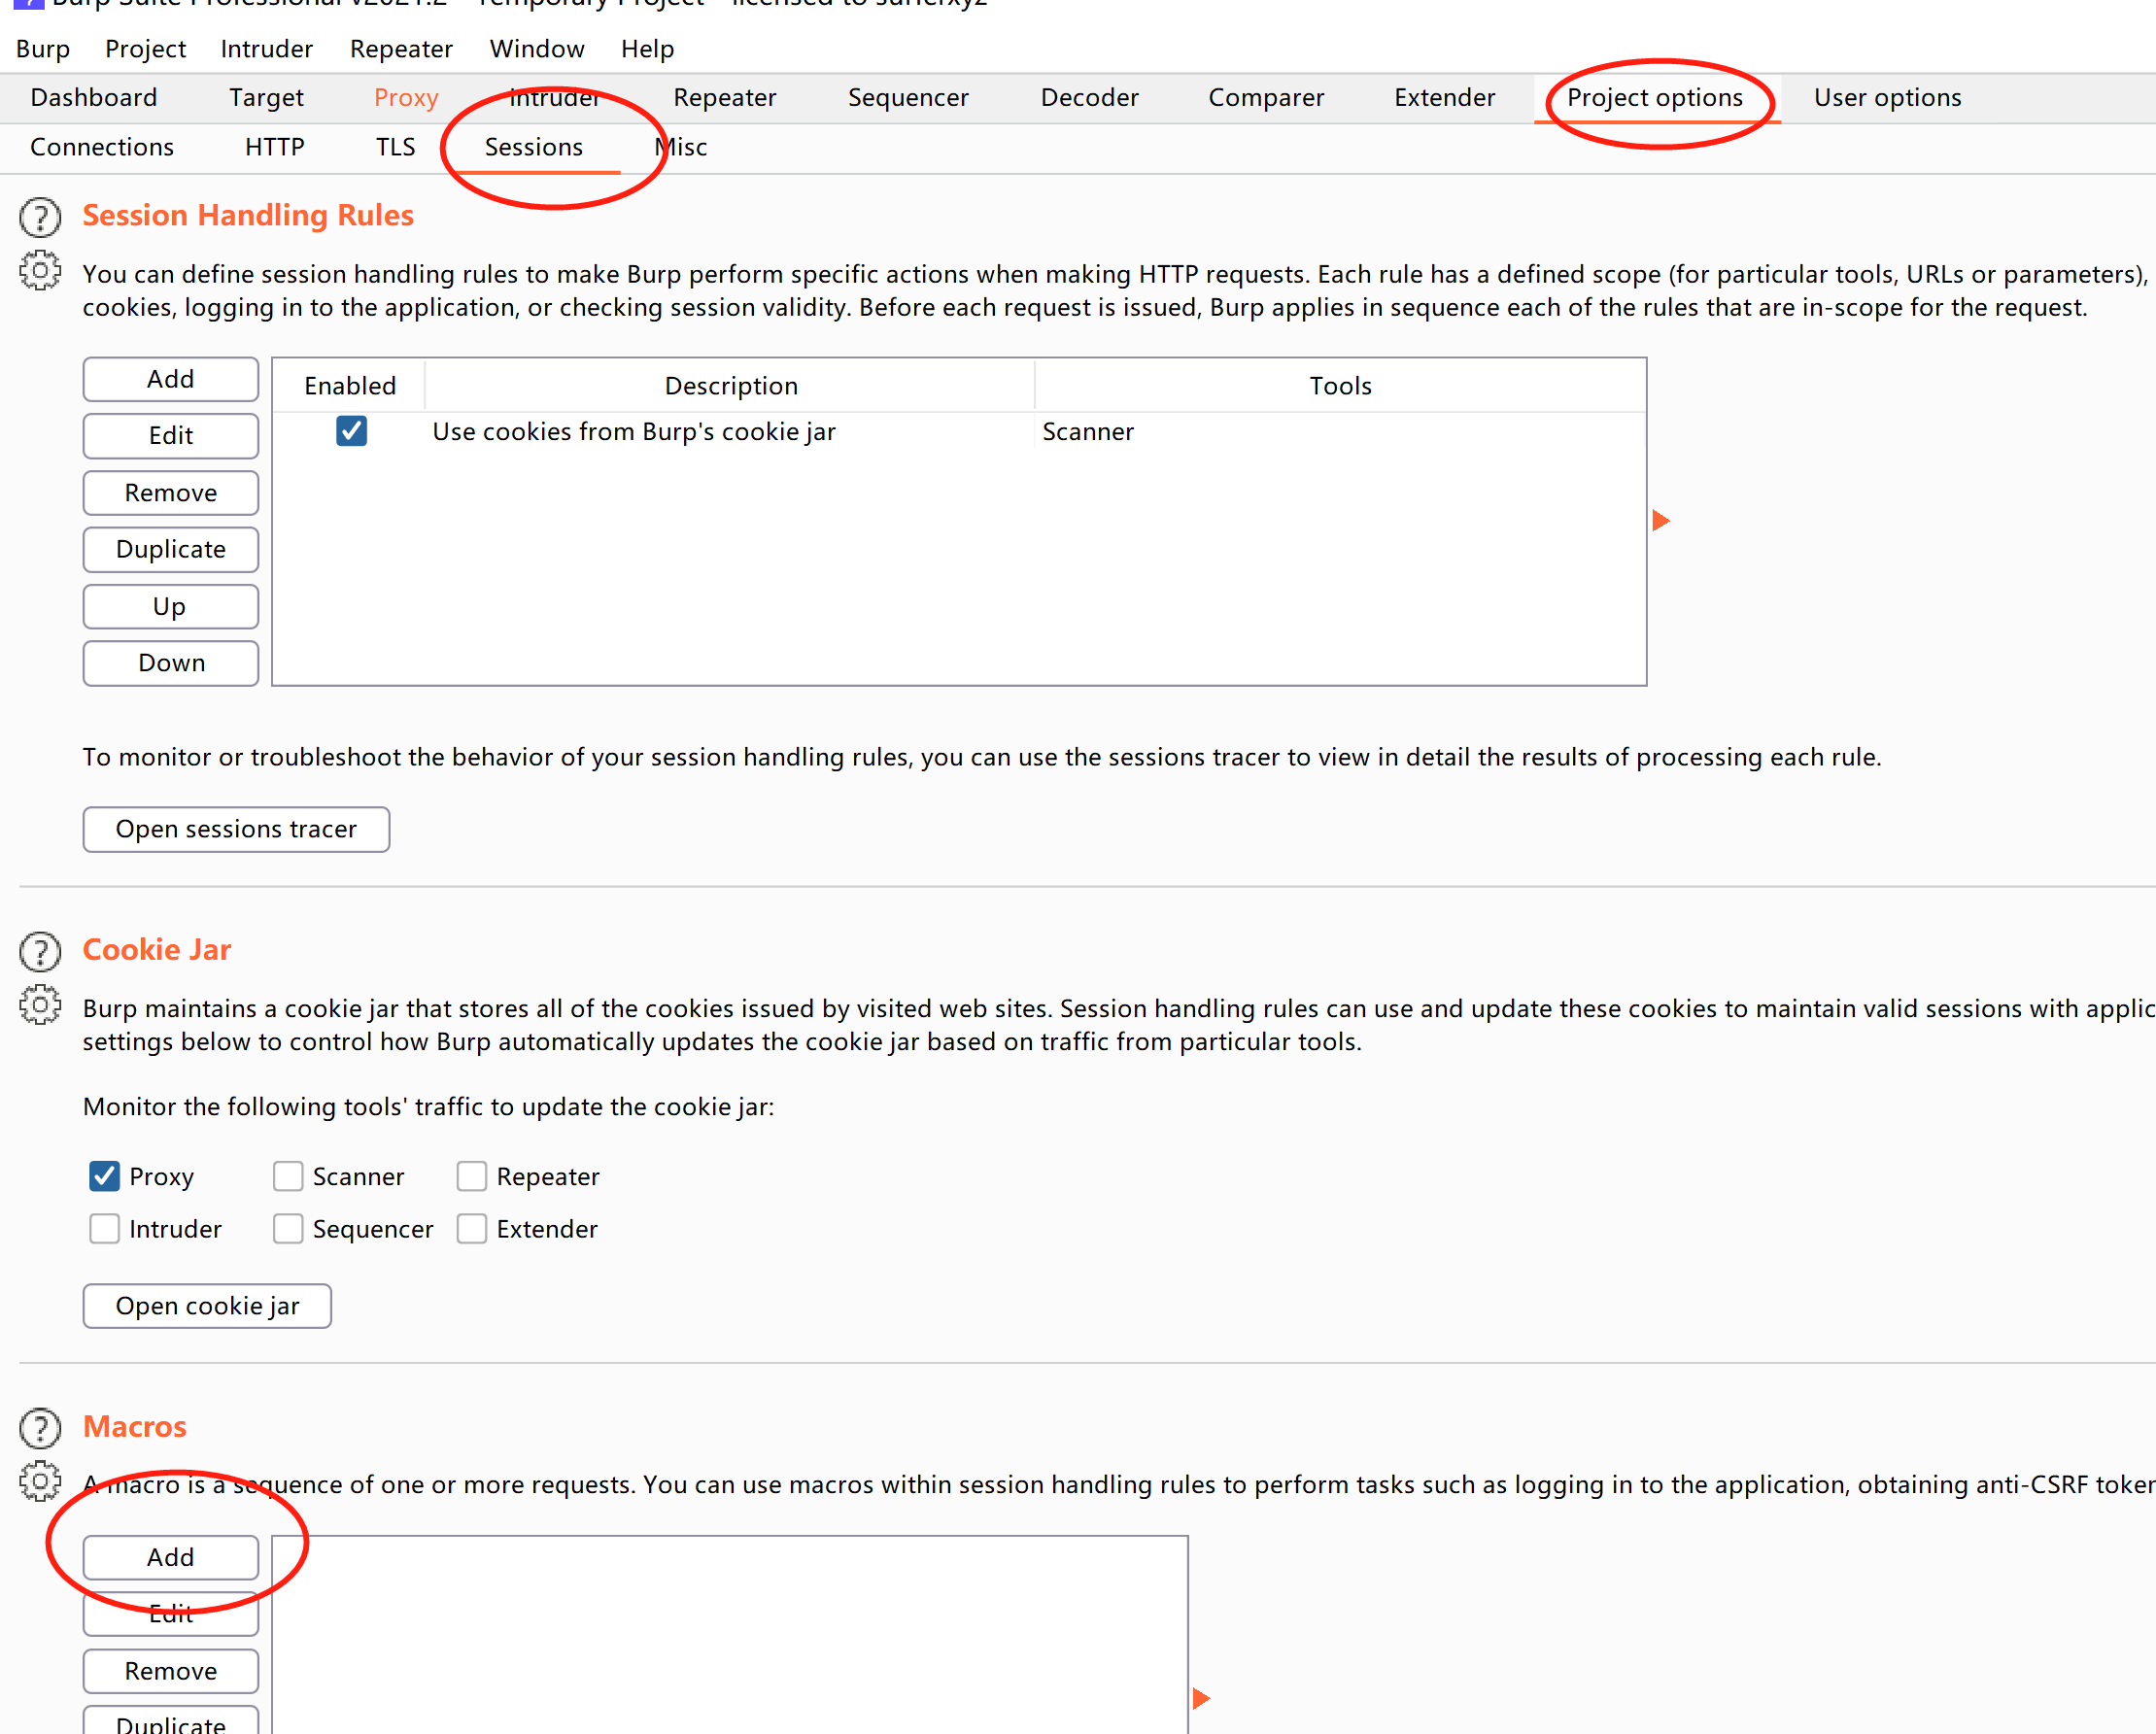 Burp Suite Professional v2021.2 - Temporary Project - licensed to surferxyz
Burp Project Intruder Repeater Window Help
Dashboard Target Proxy Intruder Repeater Sequencer Decoder Comparer Extender Project options User options
Connections HTTP TLS Sessions Misc
Session Handling Rules
You can define session handling rules to make Burp perform specific actions when making HTTP requests. Each rule has a defined scope (for particular tools, URLs or parameters),
cookies, logging in to the application, or checking session validity. Before each request is issued, Burp applies in sequence each of the rules that are in-scope for the request.
Add
Edit
Remove
Duplicate
Up
Down
Enabled Description Tools
Use cookies from Burp's cookie jar Scanner
To monitor or troubleshoot the behavior of your session handling rules, you can use the sessions tracer to view in detail the results of processing each rule.
Open sessions tracer
Cookie Jar
Burp maintains a cookie jar that stores all of the cookies issued by visited web sites. Session handling rules can use and update these cookies to maintain valid sessions with applic
settings below to control how Burp automatically updates the cookie jar based on traffic from particular tools.
Monitor the following tools' traffic to update the cookie jar:
Proxy Scanner Repeater
Intruder Sequencer Extender
Open cookie jar
Macros
A macro is a sequence of one or more requests. You can use macros within session handling rules to perform tasks such as logging in to the application, obtaining anti-CSRF token
Add
Edit
Remove
Duplicate